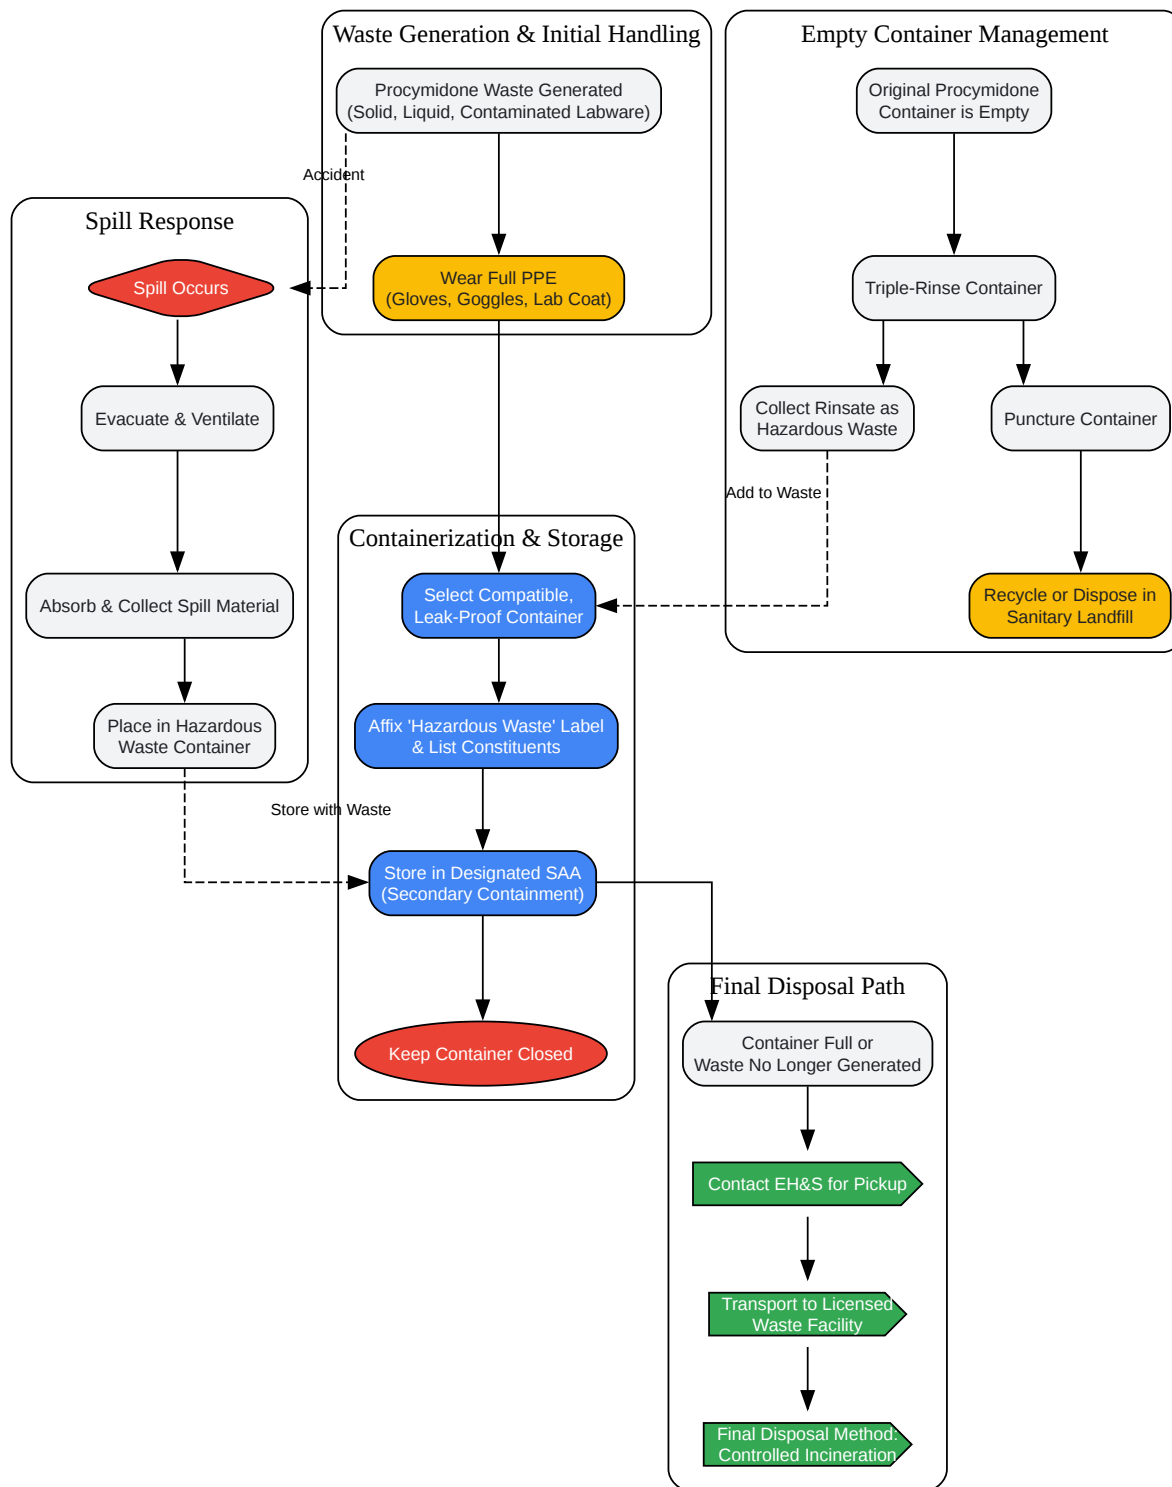 Waste Generation & Initial Handling
Procymidone Waste Generated
(Solid, Liquid, Contaminated Labware)
Accident
Wear Full PPE
(Gloves, Goggles, Lab Coat)
Empty Container Management
Original Procymidone
Container is Empty
Triple-Rinse Container
Collect Rinsate as
Hazardous Waste
Puncture Container
Add to Waste
Recycle or Dispose in
Sanitary Landfill
Spill Response
Spill Occurs
Evacuate & Ventilate
Absorb & Collect Spill Material
Place in Hazardous
Waste Container
Store with Waste
Containerization & Storage
Select Compatible,
Leak-Proof Container
Affix 'Hazardous Waste' Label
& List Constituents
Store in Designated SAA
(Secondary Containment)
Keep Container Closed
Final Disposal Path
Container Full or
Waste No Longer Generated
Contact EH&S for Pickup
Transport to Licensed
Waste Facility
Final Disposal Method:
Controlled Incineration